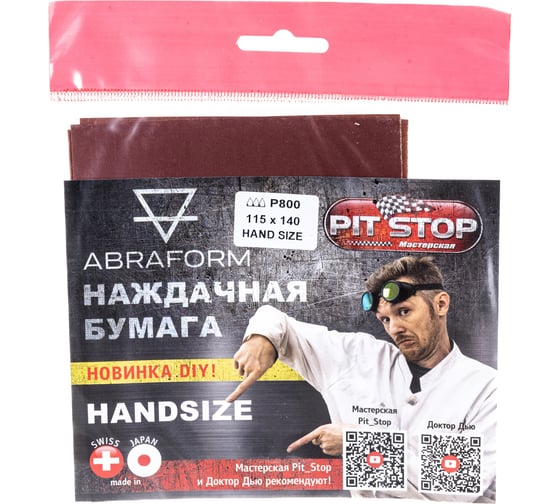 P800
115 x 140
HAND SIZE
PIT STOP
Мастерская
ABRAFORM
НАЖДАЧНАЯ
БУМАГА
НОВИНКА DIY!
HANDSIZE
SWISS
JAPAN
made in
Мастерская
Pit_Stop
Доктор Дью
Мастерская Pit_Stop
и Доктор Дью рекомендуют!